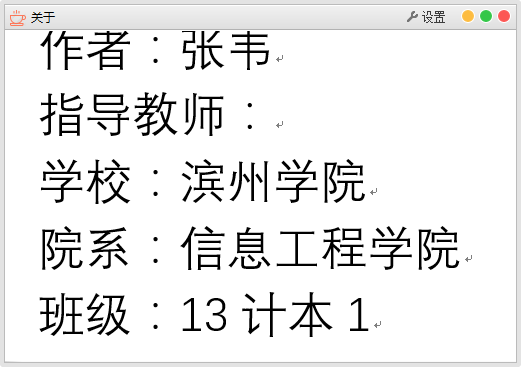 关于 设置
作者：张韦
指导教师：
学校：滨州学院
院系：信息工程学院
班级：13 计本 1